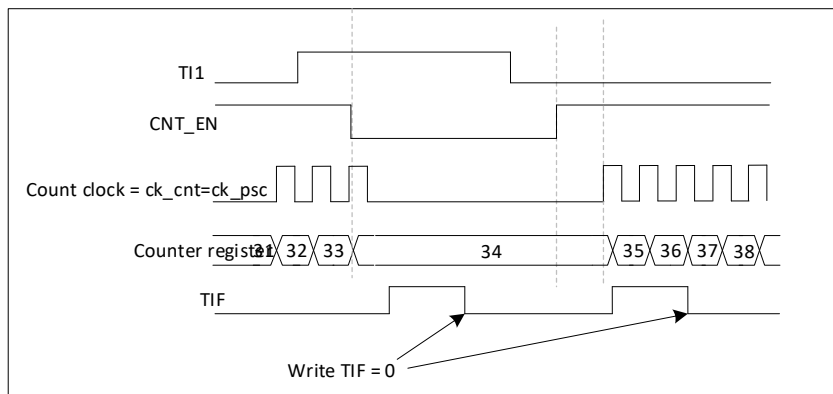 TI1
CNT_EN
Count clock = ck_cnt=ck_psc
Counter register 31 32 33 34 35 36 37 38
TIF
Write TIF = 0